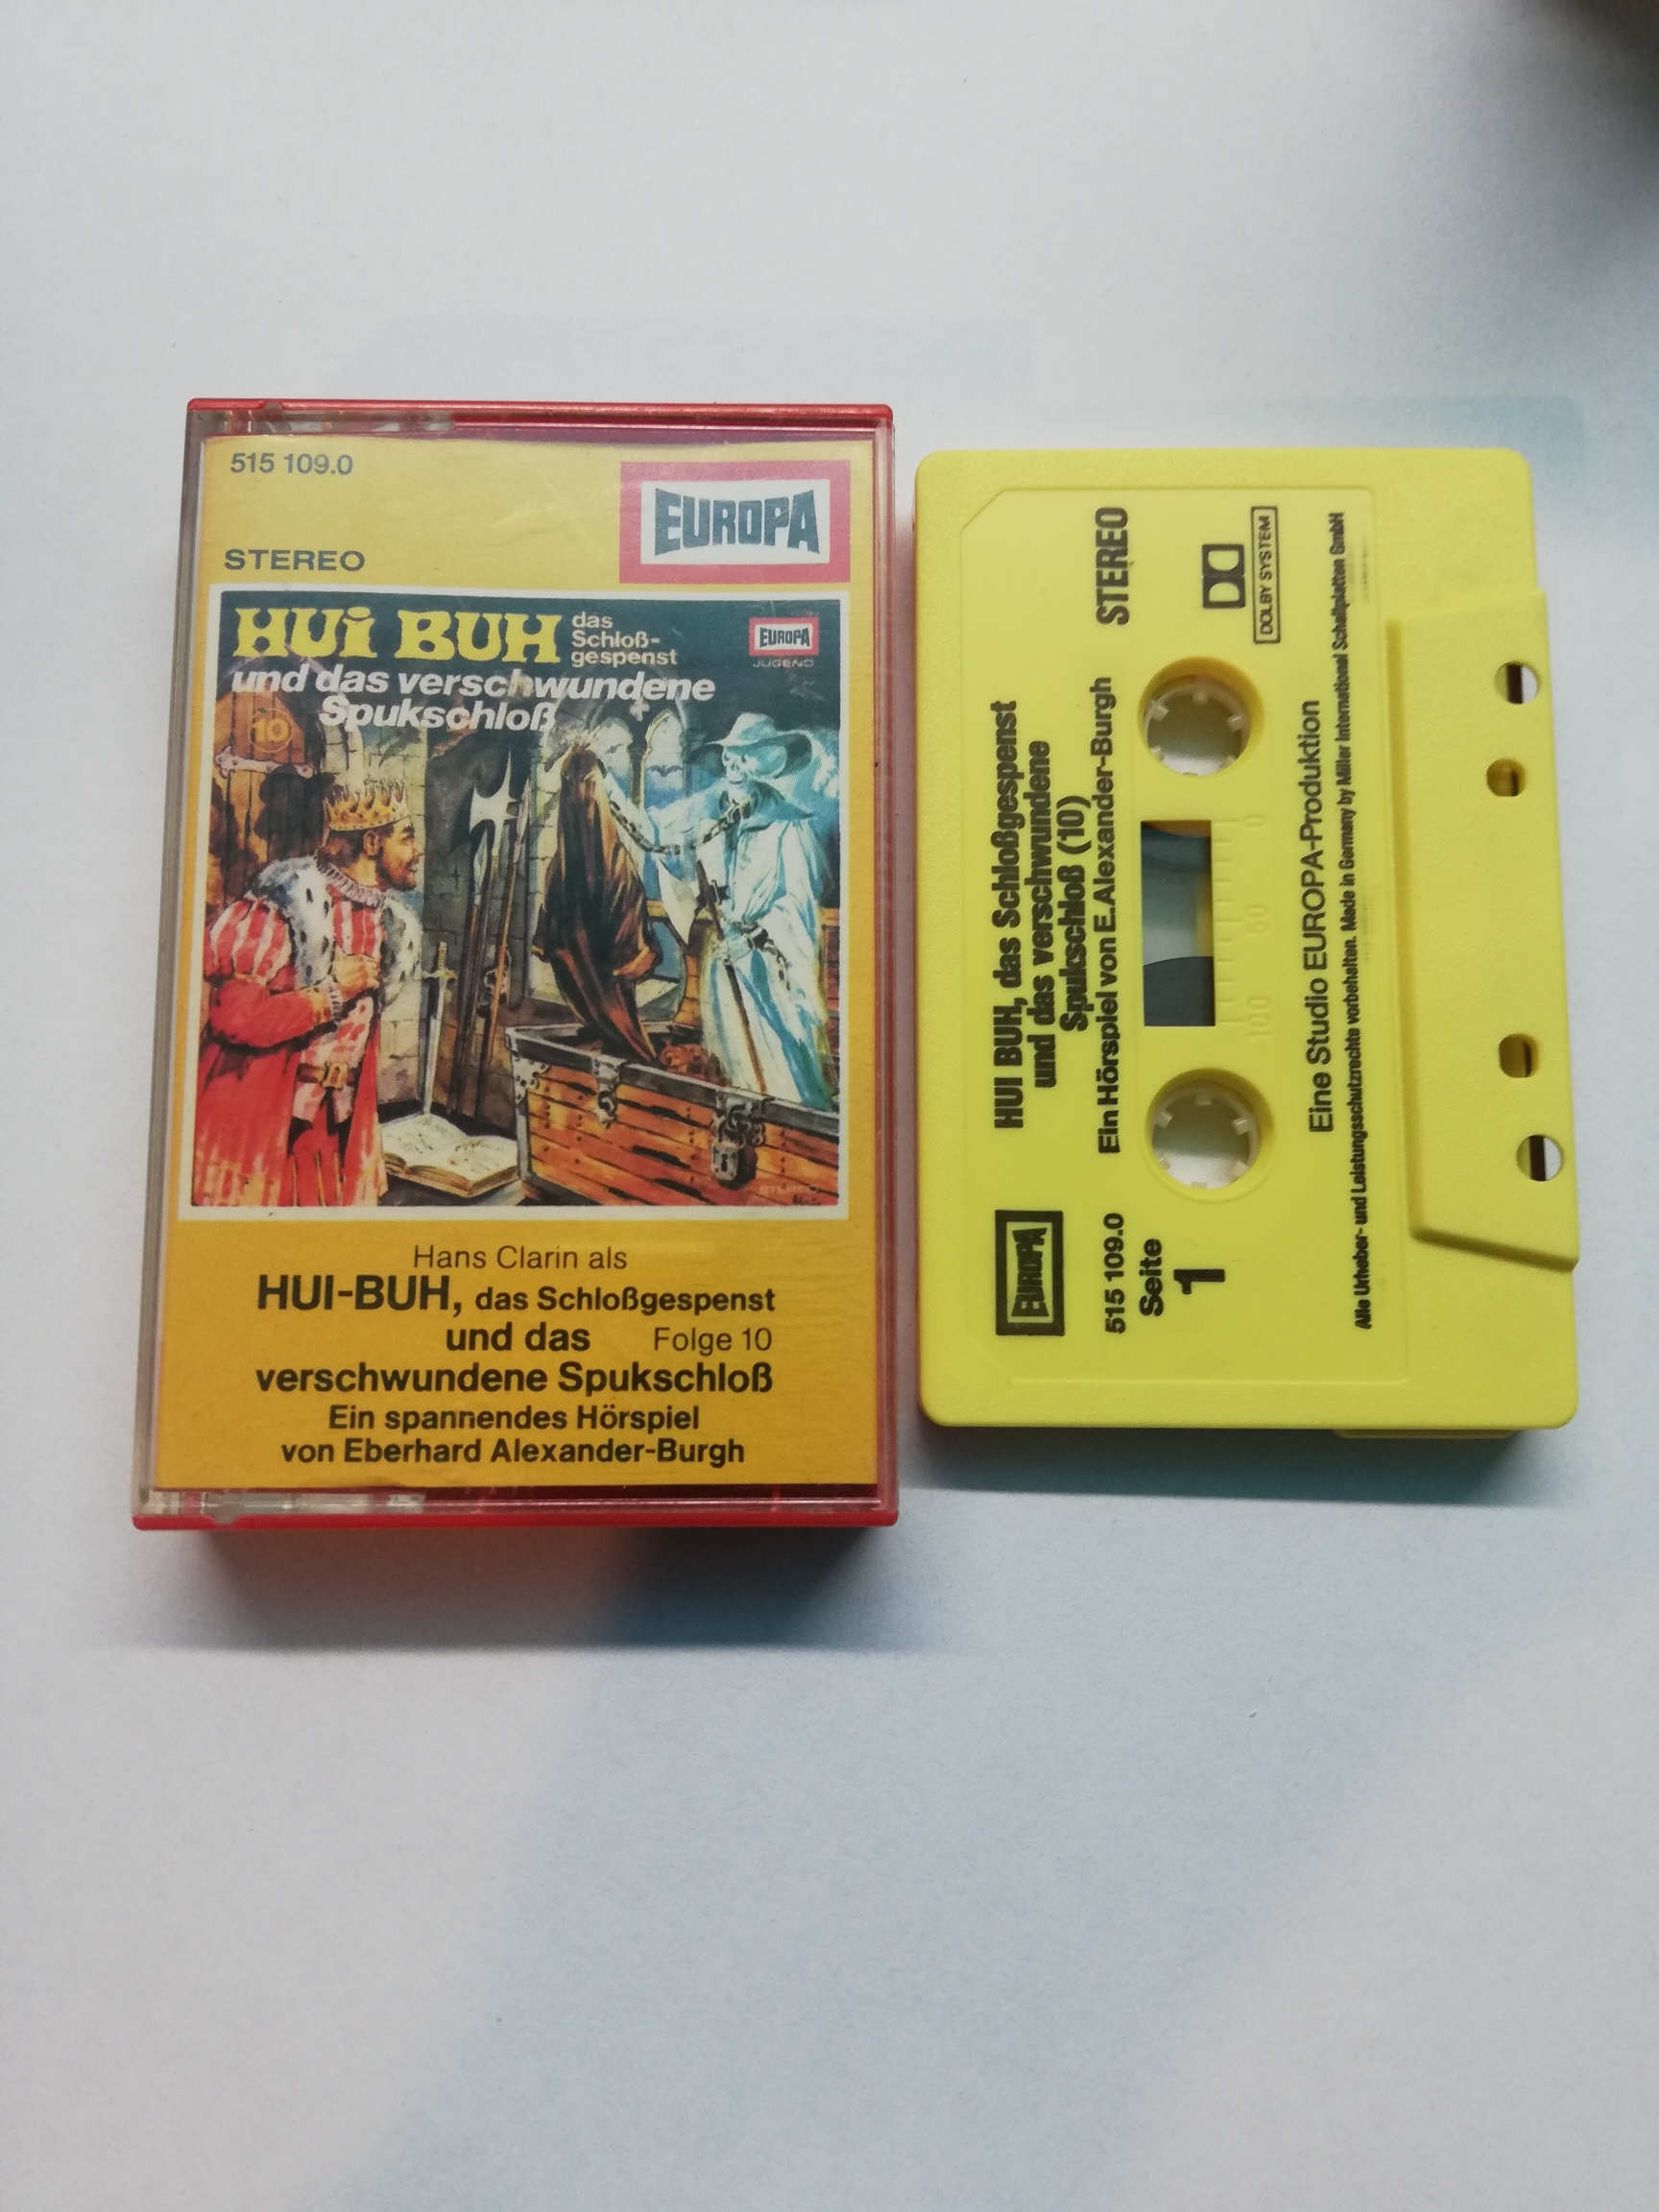 515 109.0
EUROPA
STEREO
HUi BUH das
Schloß-
gespenst
EUROPA
JUGEND
und das verschwundene
Spukschloß
10
STEREO
Hans Clarin als
HUI-BUH, das Schloßgespenst
und das Folge 10
verschwundene Spukschloß
Ein spannendes Hörspiel
von Eberhard Alexander-Burgh
HUI BUH, das Schloßgespenst
und das verschwundene
Spukschloß (10)
Ein Hörspiel von E. Alexander-Burgh
STEREO
EUROPA
515 109.0
Seite
1
DOLBY SYSTEM
100 50 0
Eine Studio EUROPA-Produktion
Alle Urheber- und Leistungsschutzrechte vorbehalten. Made in Germany by Miller International Schallplatten GmbH